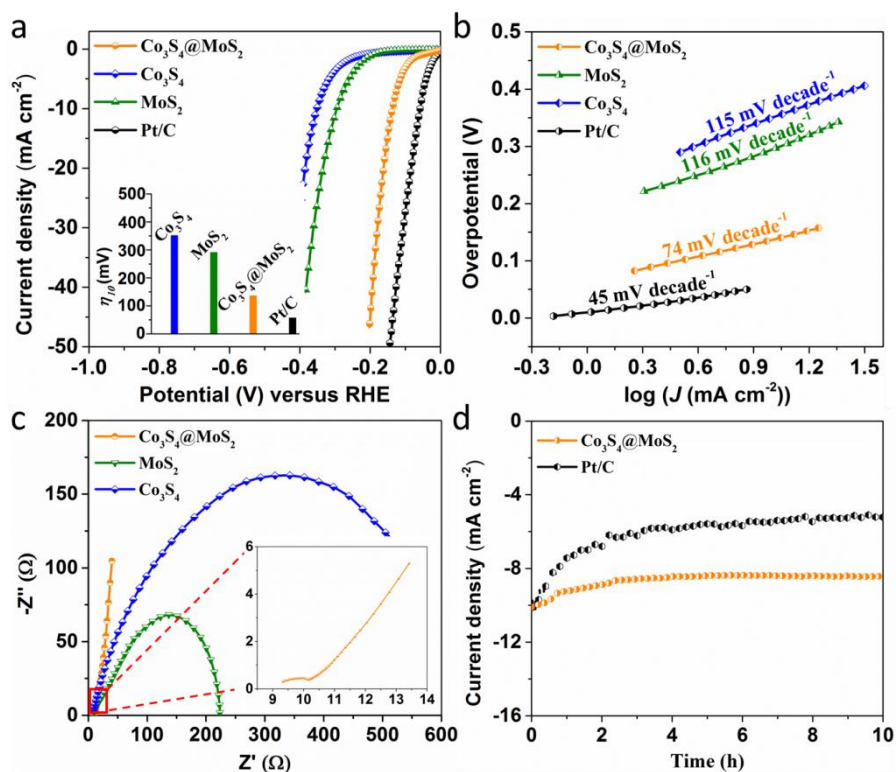 a
Co₃S₄@MoS₂
Co₃S₄
MoS₂
Pt/C
Current density (mA cm⁻²)
0
-10
-20
-30
-40
-50
-1.0
-0.8
-0.6
-0.4
-0.2
0.0
Potential (V) versus RHE
η₁₀(mV)
500
400
300
200
100
0
Co₃S₄
MoS₂
Co₃S₄@MoS₂
Pt/C
b
Co₃S₄@MoS₂
MoS₂
Co₃S₄
Pt/C
Overpotential (V)
0.5
0.4
0.3
0.2
0.1
0.0
115 mV decade⁻¹
116 mV decade⁻¹
74 mV decade⁻¹
45 mV decade⁻¹
-0.3
0.0
0.3
0.6
0.9
1.2
1.5
log (J (mA cm⁻²))
c
Co₃S₄@MoS₂
MoS₂
Co₃S₄
-Z'' (Ω)
200
150
100
50
0
0
100
200
300
400
500
600
Z' (Ω)
6
4
2
0
9
10
11
12
13
14
d
Co₃S₄@MoS₂
Pt/C
Current density (mA cm⁻²)
-4
-8
-12
-16
0
2
4
6
8
10
Time (h)